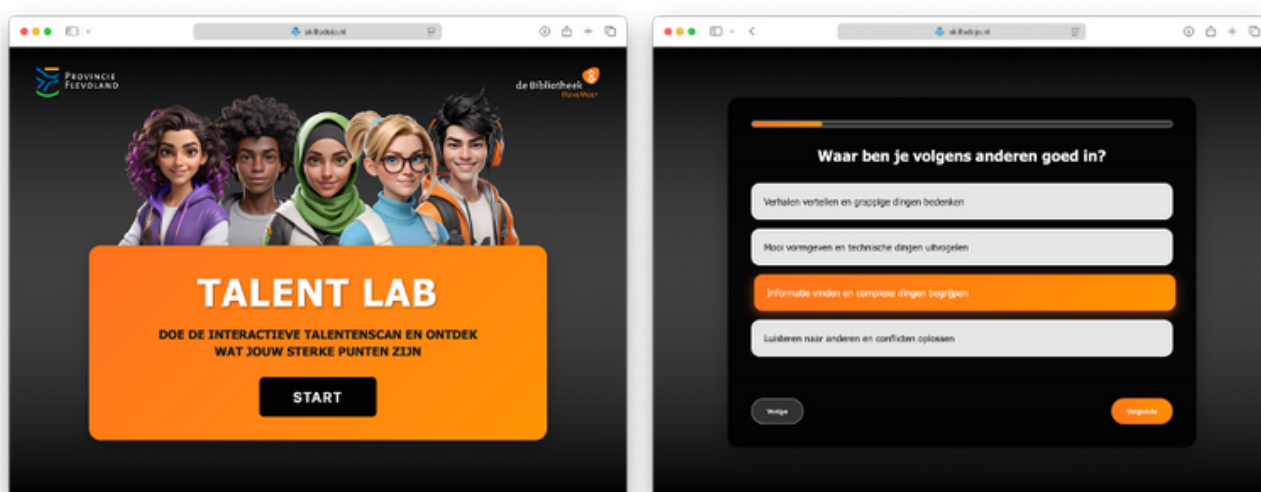 PROVINCIE
FLEVOLAND
de Bibliotheek
FlevoMeer
TALENT LAB
DOE DE INTERACTIEVE TALENTENSCAN EN ONTDEK
WAT JOUW STERKE PUNTEN ZIJN
START
Waar ben je volgens anderen goed in?
Verhalen vertellen en grappige dingen bedenken
Mooi vormgeven en technische dingen uitvogelen
Informatie vinden en complexe dingen begrijpen
Luisteren naar anderen en conflicten oplossen
Vorige
Volgende